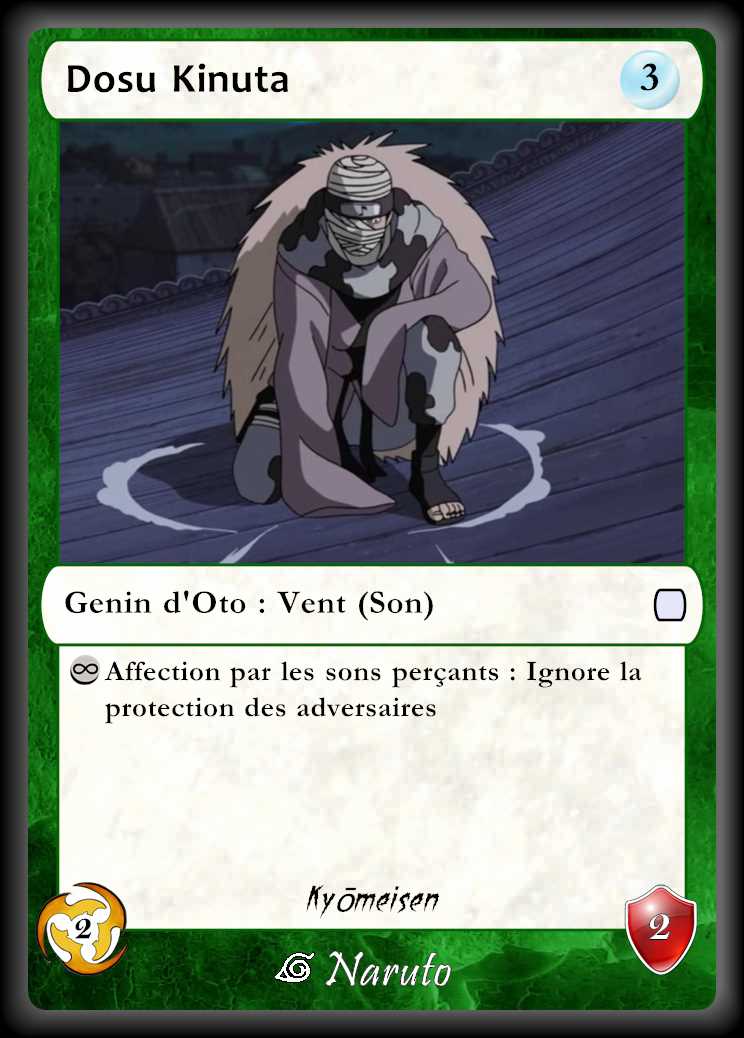 Dosu Kinuta
3
Genin d'Oto : Vent (Son)
∞ Affection par les sons perçants : Ignore la
protection des adversaires
Kyōmeisen
2
2
Naruto